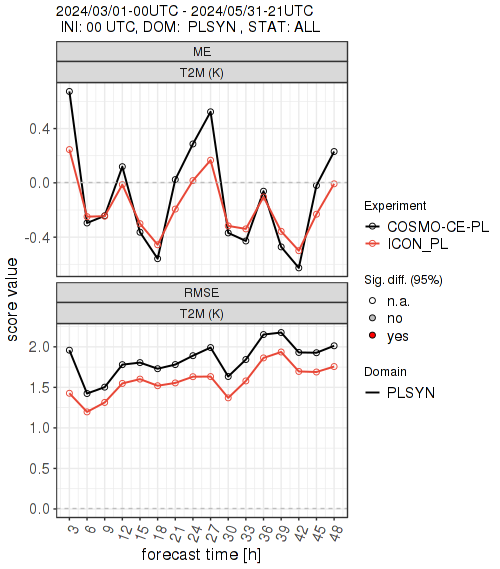 2024/03/01-00UTC - 2024/05/31-21UTC
INI: 00 UTC, DOM: PLSYN , STAT: ALL
ME
T2M (K)
0.4
0.0
-0.4
RMSE
T2M (K)
2.0
1.5
1.0
0.5
0.0
score value
3 6 9 12 15 18 21 24 27 30 33 36 39 42 45 48
forecast time [h]
Experiment
COSMO-CE-PL
ICON_PL
Sig. diff. (95%)
n.a.
no
yes
Domain
PLSYN